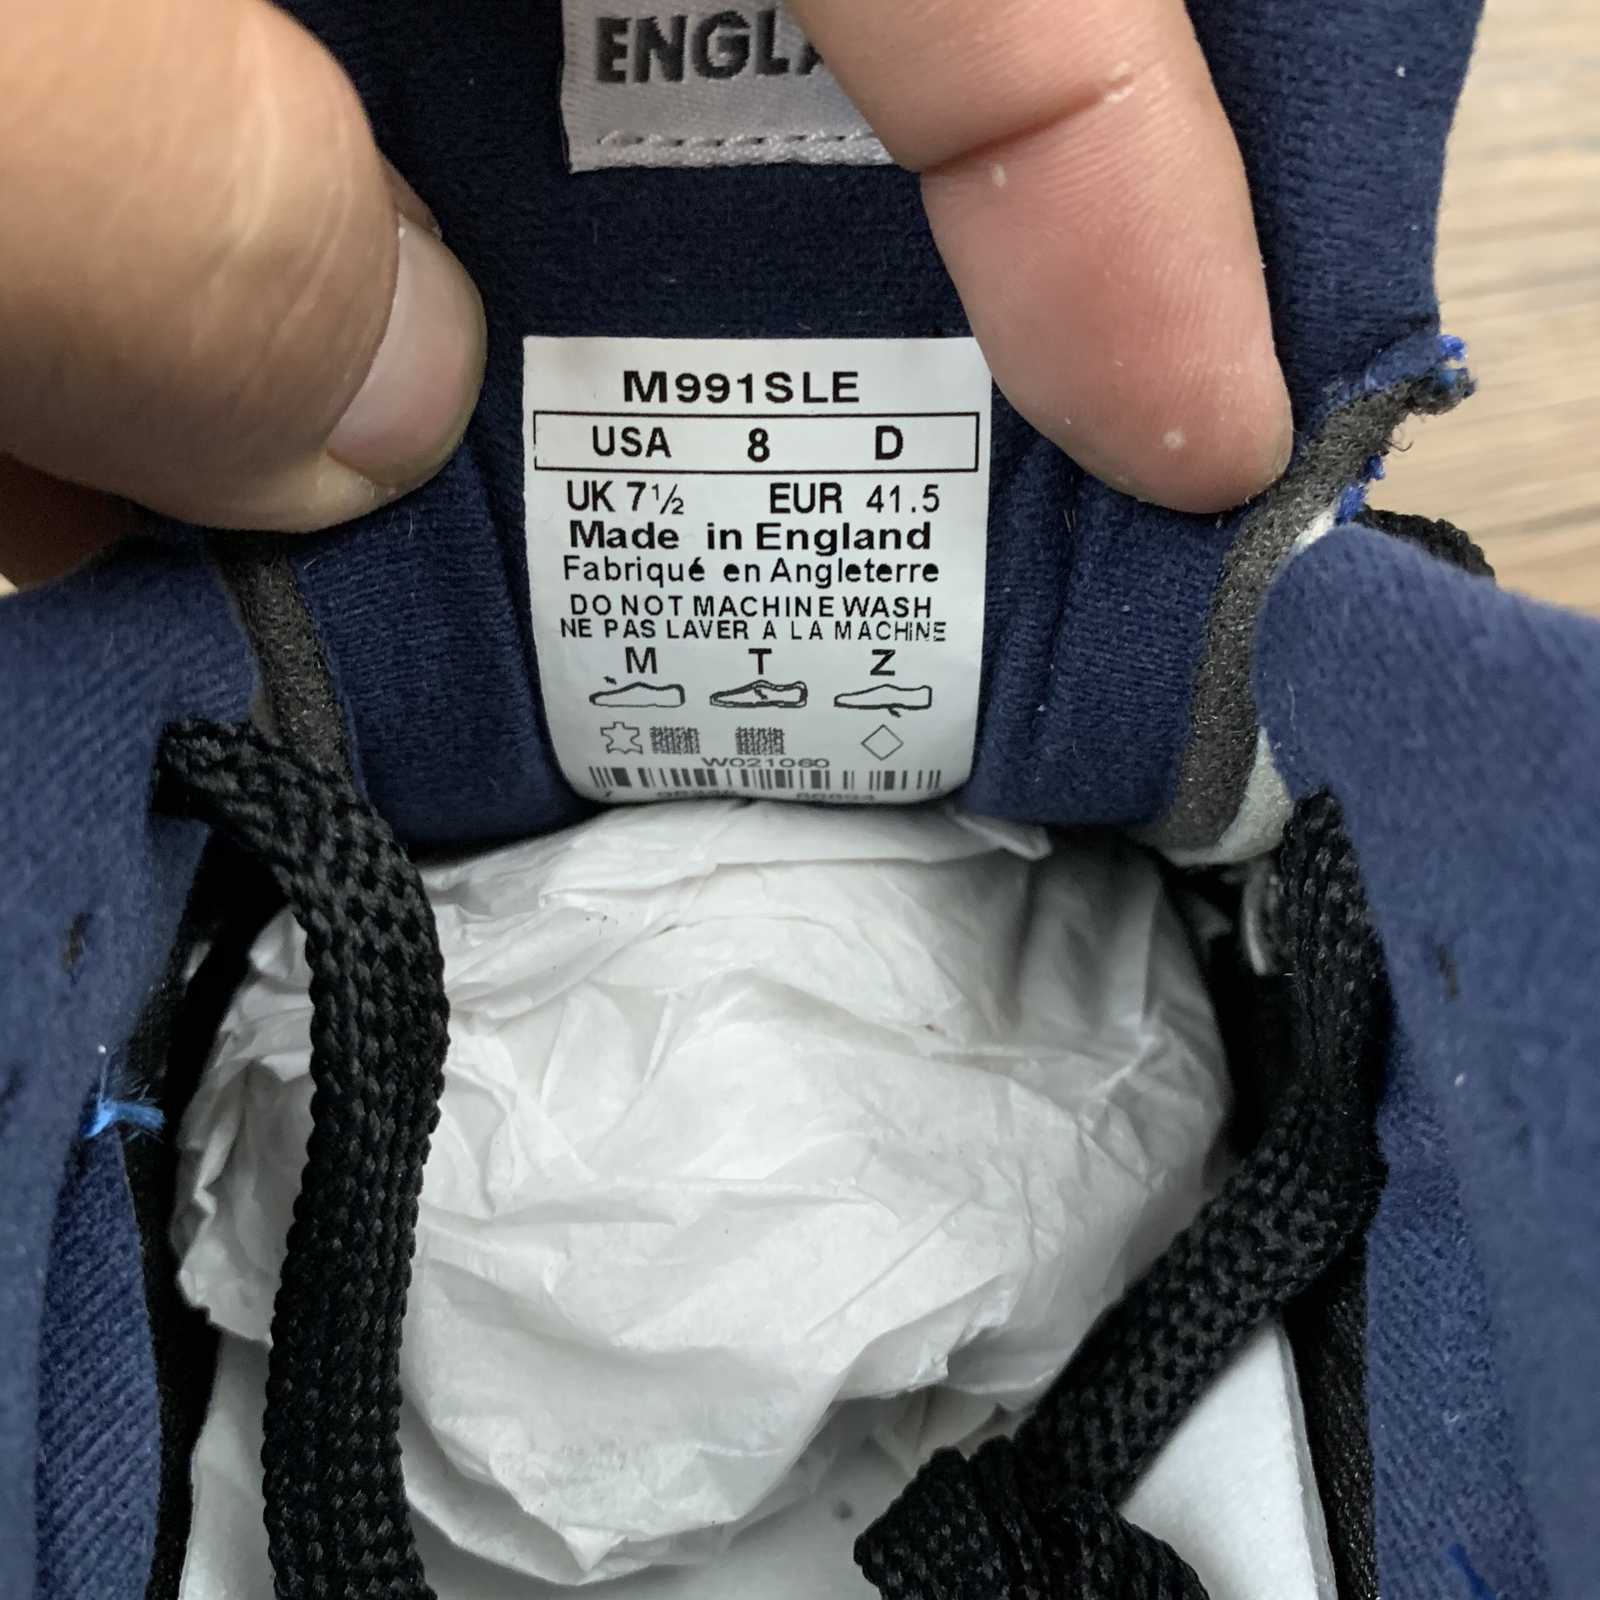 M991SLE
USA 8 D
UK 7½ EUR 41.5
Made in England
Fabriqué en Angleterre
DO NOT MACHINE WASH
NE PAS LAVER A LA MACHINE
M T Z
W021060